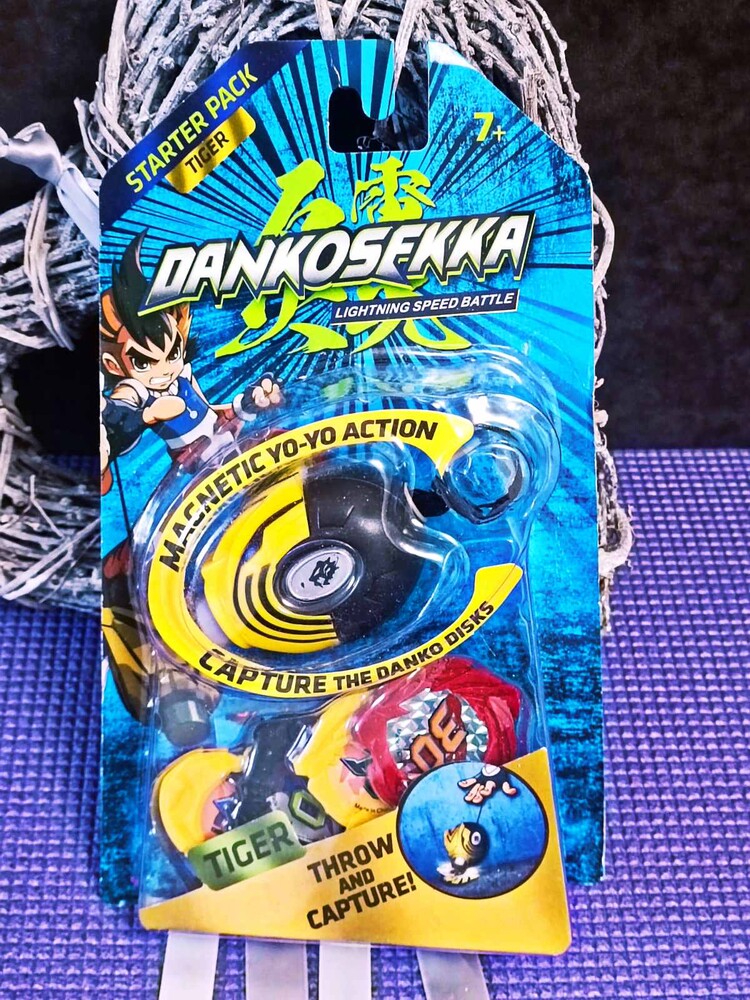 STARTER PACK
TIGER
7+
DANKOSEKKA
LIGHTNING SPEED BATTLE
MAGNETIC YO-YO ACTION
CAPTURE THE DANKO DISKS
30
TIGER
THROW
AND
CAPTURE!